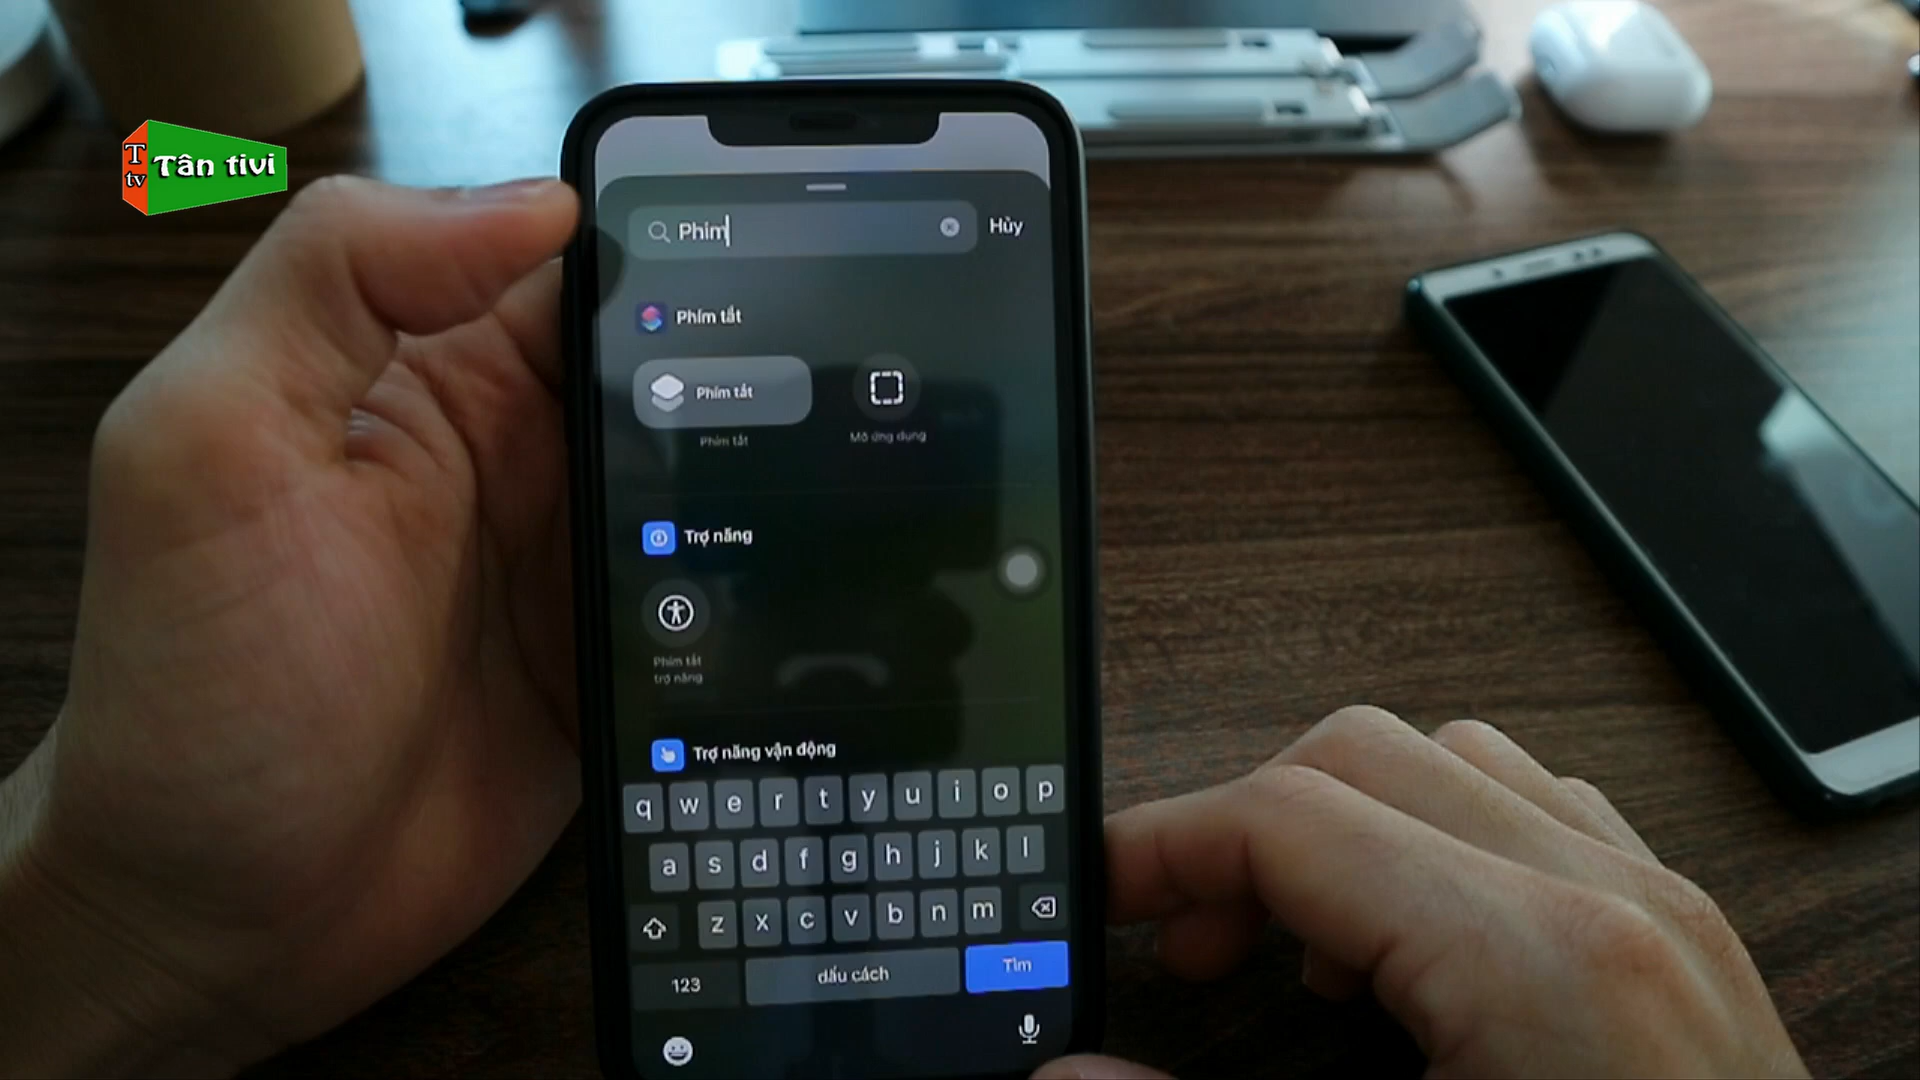 T
tv
Tân tivi
Phim
Hủy
Phím tắt
Phím tắt
Phím tắt
Mở ứng dụng
Trợ năng
Phím tắt
trợ năng
Trợ năng vận động
q w e r t y u i o p
a s d f g h j k l
z x c v b n m
123
dấu cách
Tìm